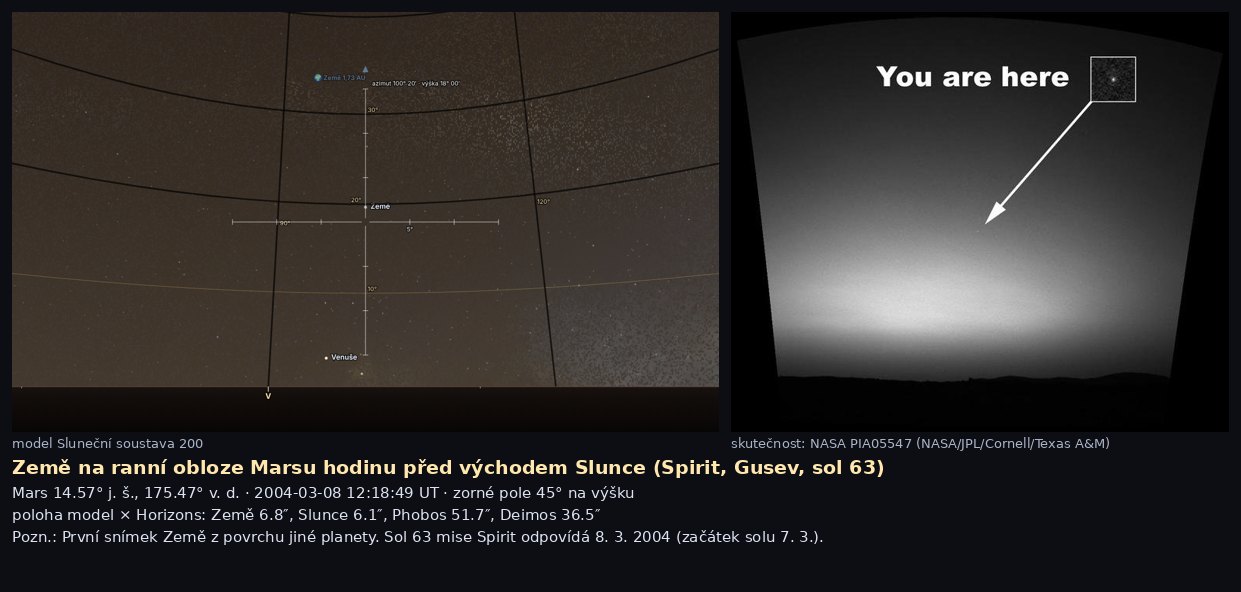 Země 1,73 AU
azimut 100° 20' · výška 18° 00'
30°
20°
Země
90°
120°
5°
10°
Venuše
V
You are here
model Sluneční soustava 200
skutečnost: NASA PIA05547 (NASA/JPL/Cornell/Texas A&M)
Země na ranní obloze Marsu hodinu před východem Slunce (Spirit, Gusev, sol 63)
Mars 14.57° j. š., 175.47° v. d. · 2004-03-08 12:18:49 UT · zorné pole 45° na výšku
poloha model × Horizons: Země 6.8″, Slunce 6.1″, Phobos 51.7″, Deimos 36.5″
Pozn.: První snímek Země z povrchu jiné planety. Sol 63 mise Spirit odpovídá 8. 3. 2004 (začátek solu 7. 3.).